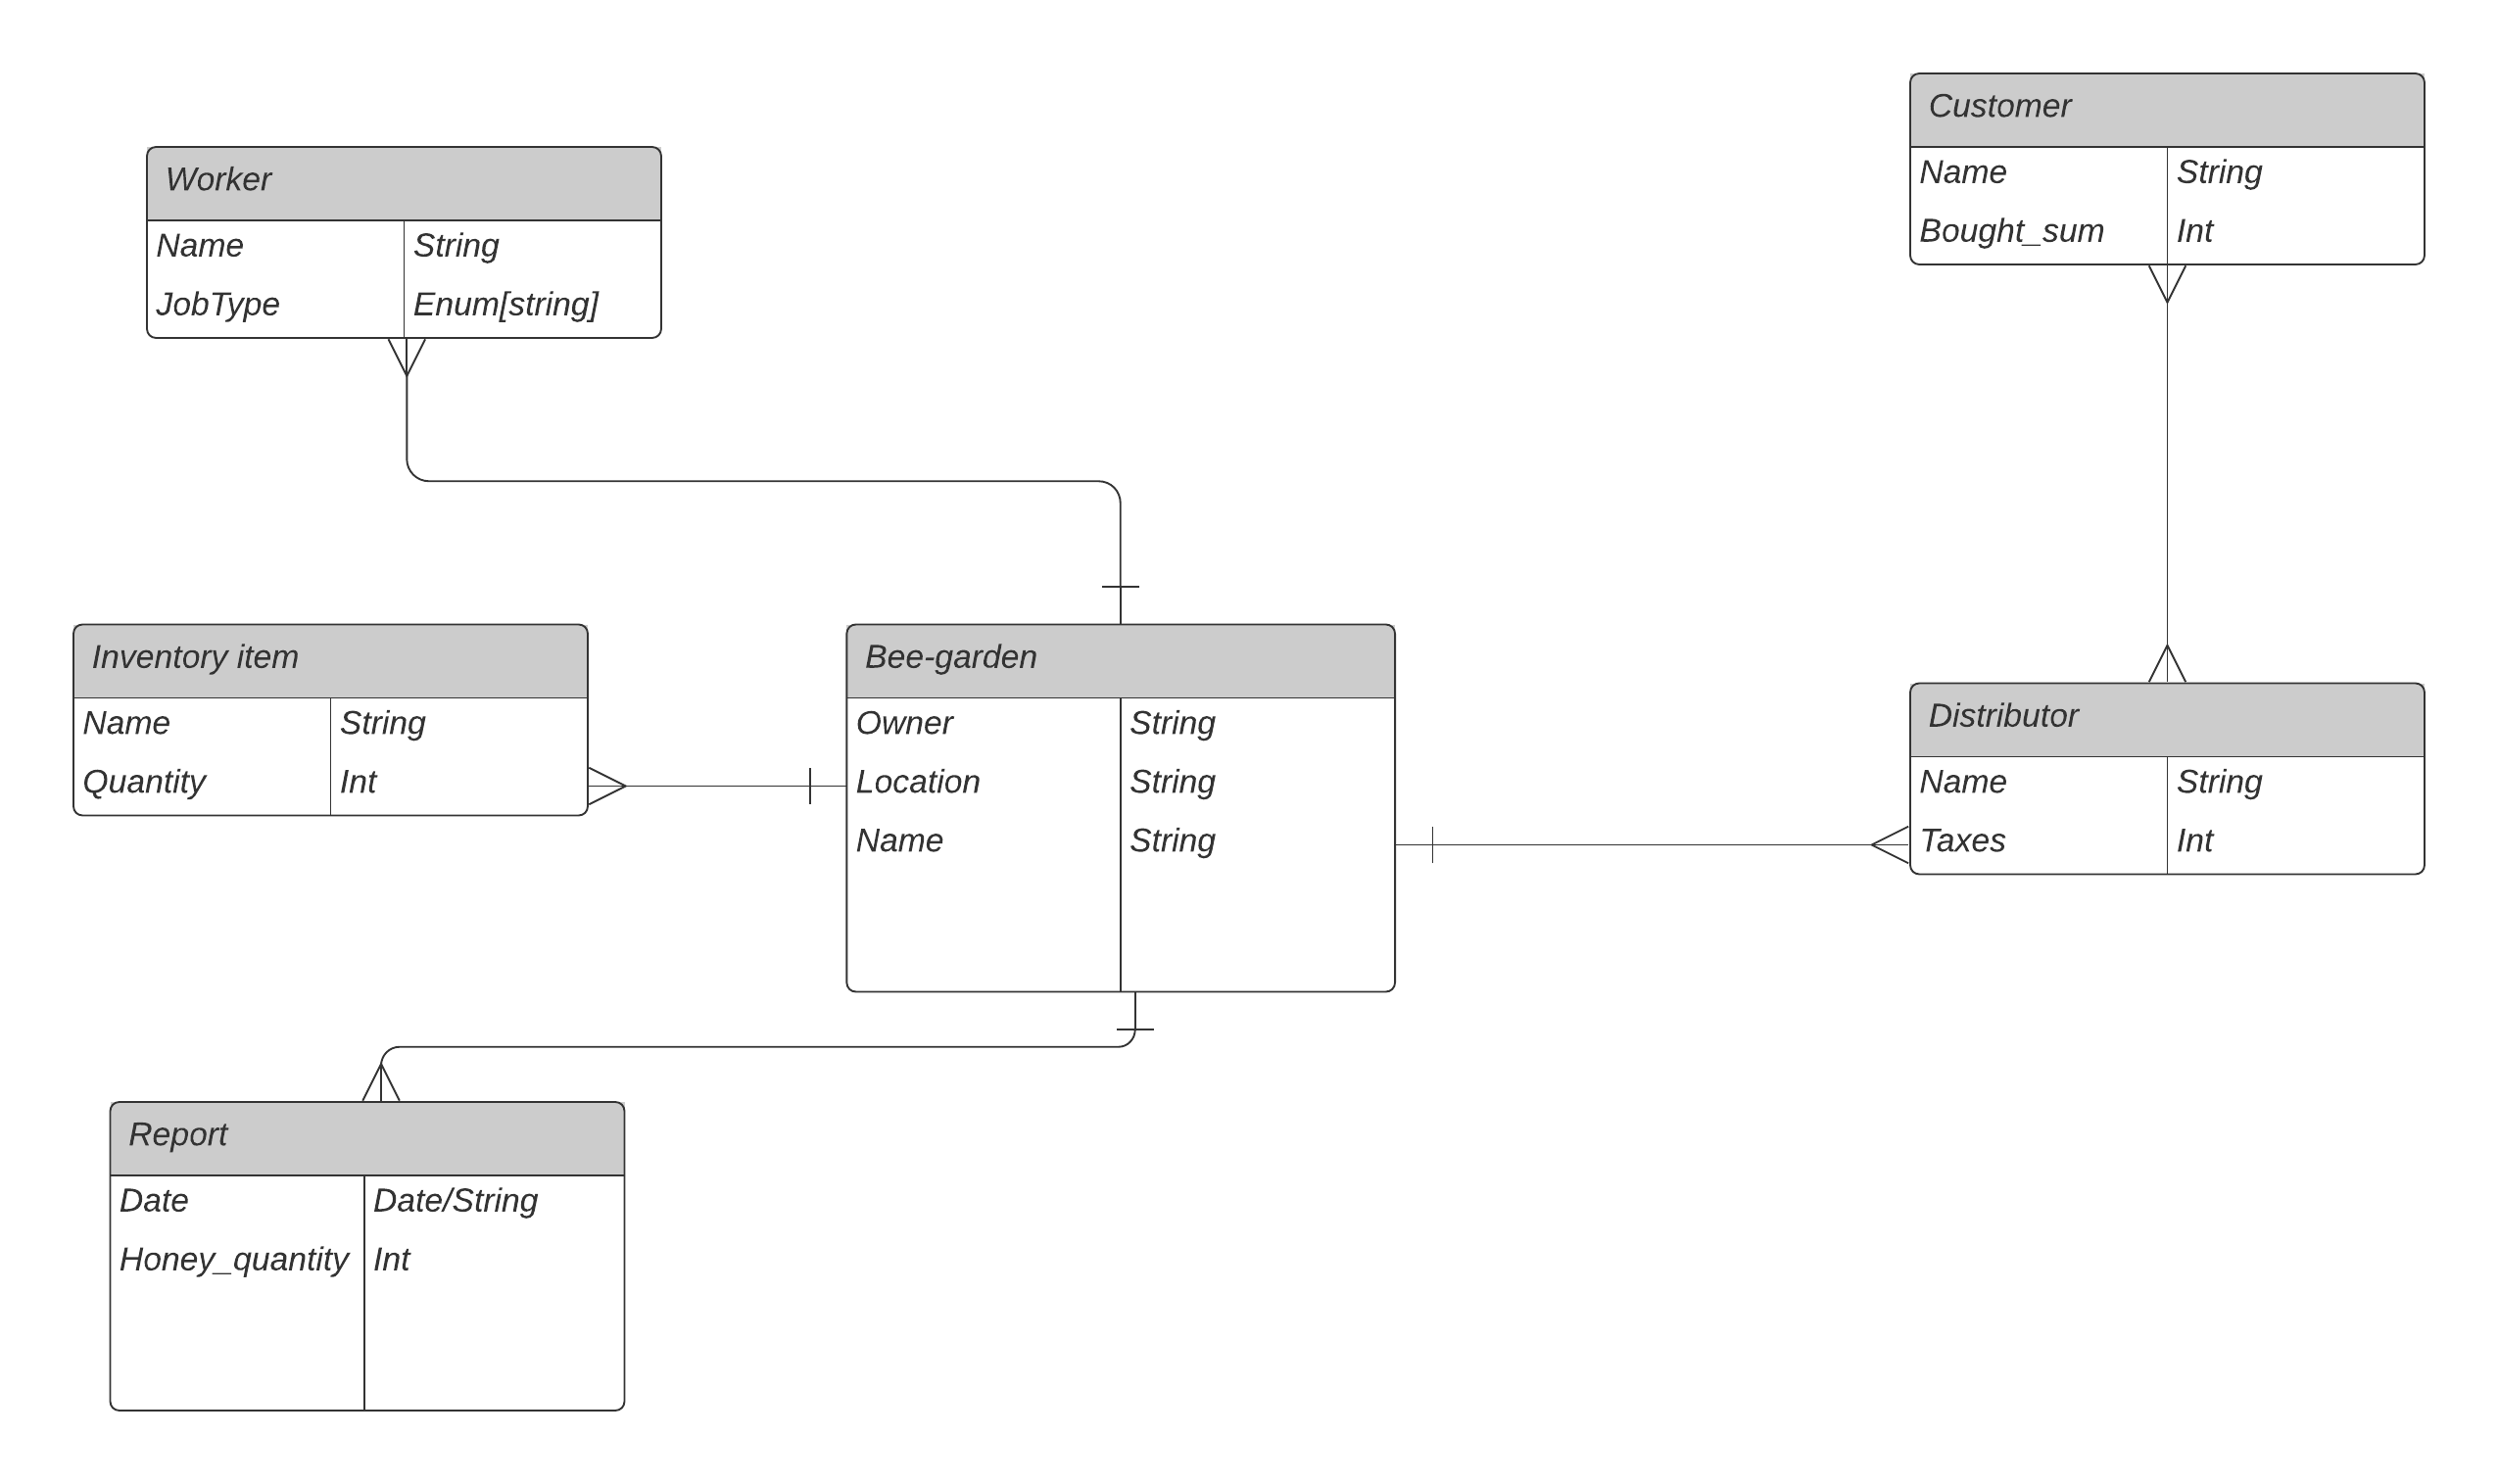 Customer
Name String
Bought_sum Int
Worker
Name String
JobType Enum[string]
Inventory item
Name String
Quantity Int
Bee-garden
Owner String
Location String
Name String
Distributor
Name String
Taxes Int
Report
Date Date/String
Honey_quantity Int